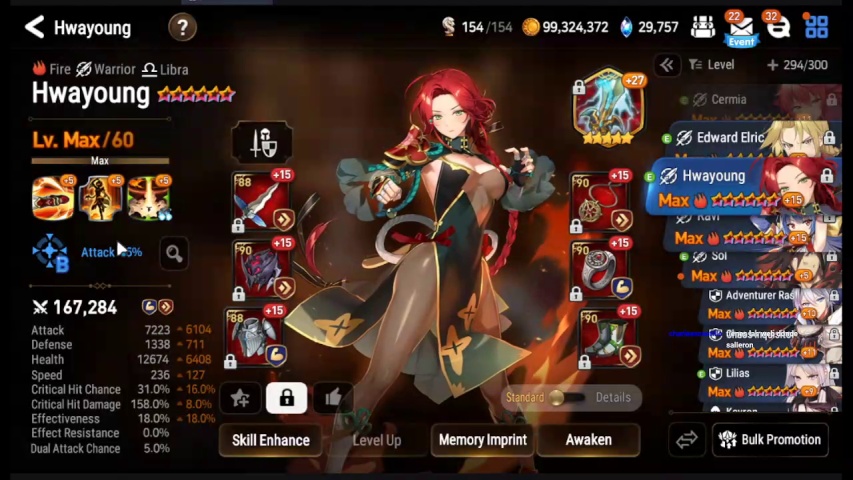 Hwayoung ?
154/154 99,324,372 29,757 22 32
Event
Fire Warrior Libra
Hwayoung
Lv. Max/60
Max
+5 +5 +5
B Attack
167,284
Attack 7223 6104
Defense 1338 711
Health 12674 6408
Speed 236 127
Critical Hit Chance 31.0% 16.0%
Critical Hit Damage 158.0% 8.0%
Effectiveness 18.0% 18.0%
Effect Resistance 0.0%
Dual Attack Chance 5.0%
88 +15
90 +15
88 +15
+27
90 +15
90 +15
90 +15
Standard Details
Skill Enhance Level Up Memory Imprint Awaken
Level + 294/300
Cermia
Edward Elric
Hwayoung
Max +15
Ravi
Max +15
Sol
Max +5
Adventurer Ras
Max
Max
Lilias
Max
Bulk Promotion